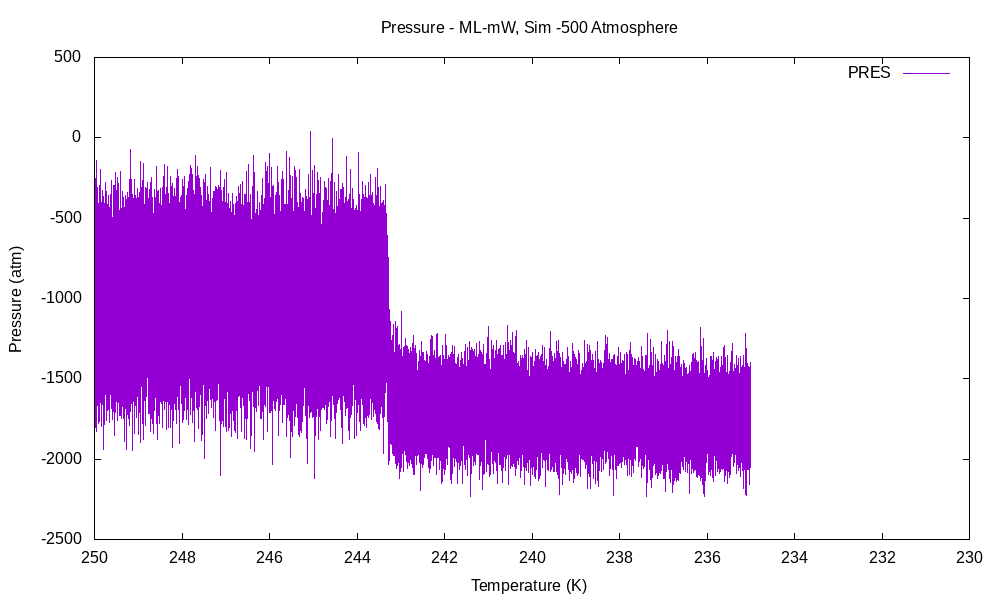 Pressure - ML-mW, Sim -500 Atmosphere
PRES
500
0
-500
-1000
-1500
-2000
-2500
Pressure (atm)
250 248 246 244 242 240 238 236 234 232 230
Temperature (K)